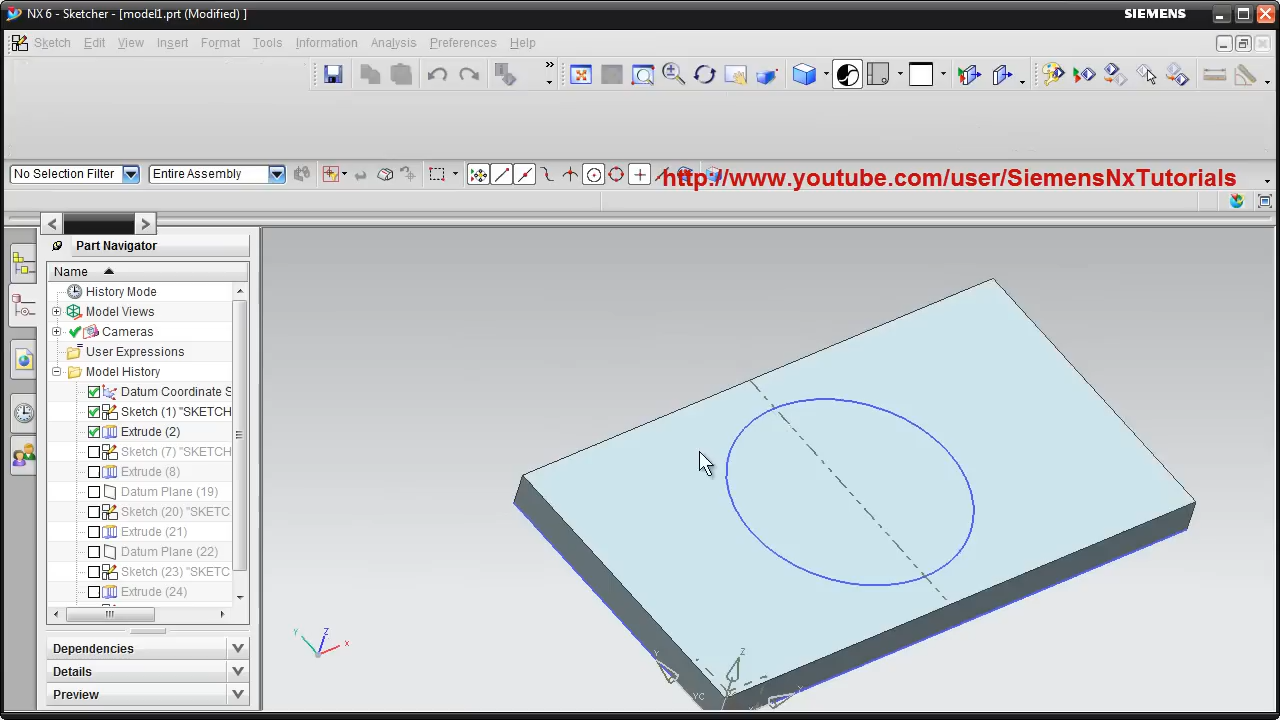 NX 6 - Sketcher - [model1.prt (Modified) ]
SIEMENS
Sketch Edit View Insert Format Tools Information Analysis Preferences Help
No Selection Filter
Entire Assembly
http://www.youtube.com/user/SiemensNxTutorials
Part Navigator
Name
History Mode
Model Views
Cameras
User Expressions
Model History
Datum Coordinate S
Sketch (1) "SKETCH
Extrude (2)
Sketch (7) "SKETCH
Extrude (8)
Datum Plane (19)
Sketch (20) "SKETC
Extrude (21)
Datum Plane (22)
Sketch (23) "SKETC
Extrude (24)
Dependencies
Details
Preview
Y
Z
X
Y
Z
YC